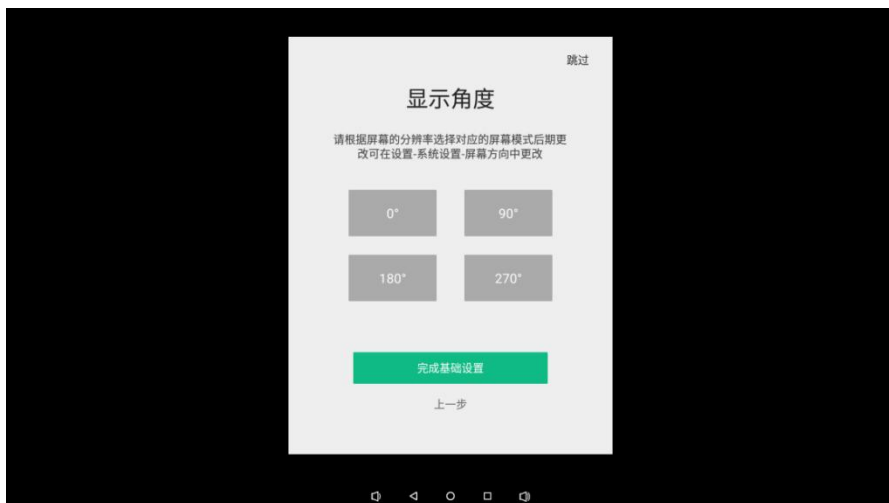 跳过
显示角度
请根据屏幕的分辨率选择对应的屏幕模式后期更
改可在设置-系统设置-屏幕方向中更改
0°
90°
180°
270°
完成基础设置
上一步